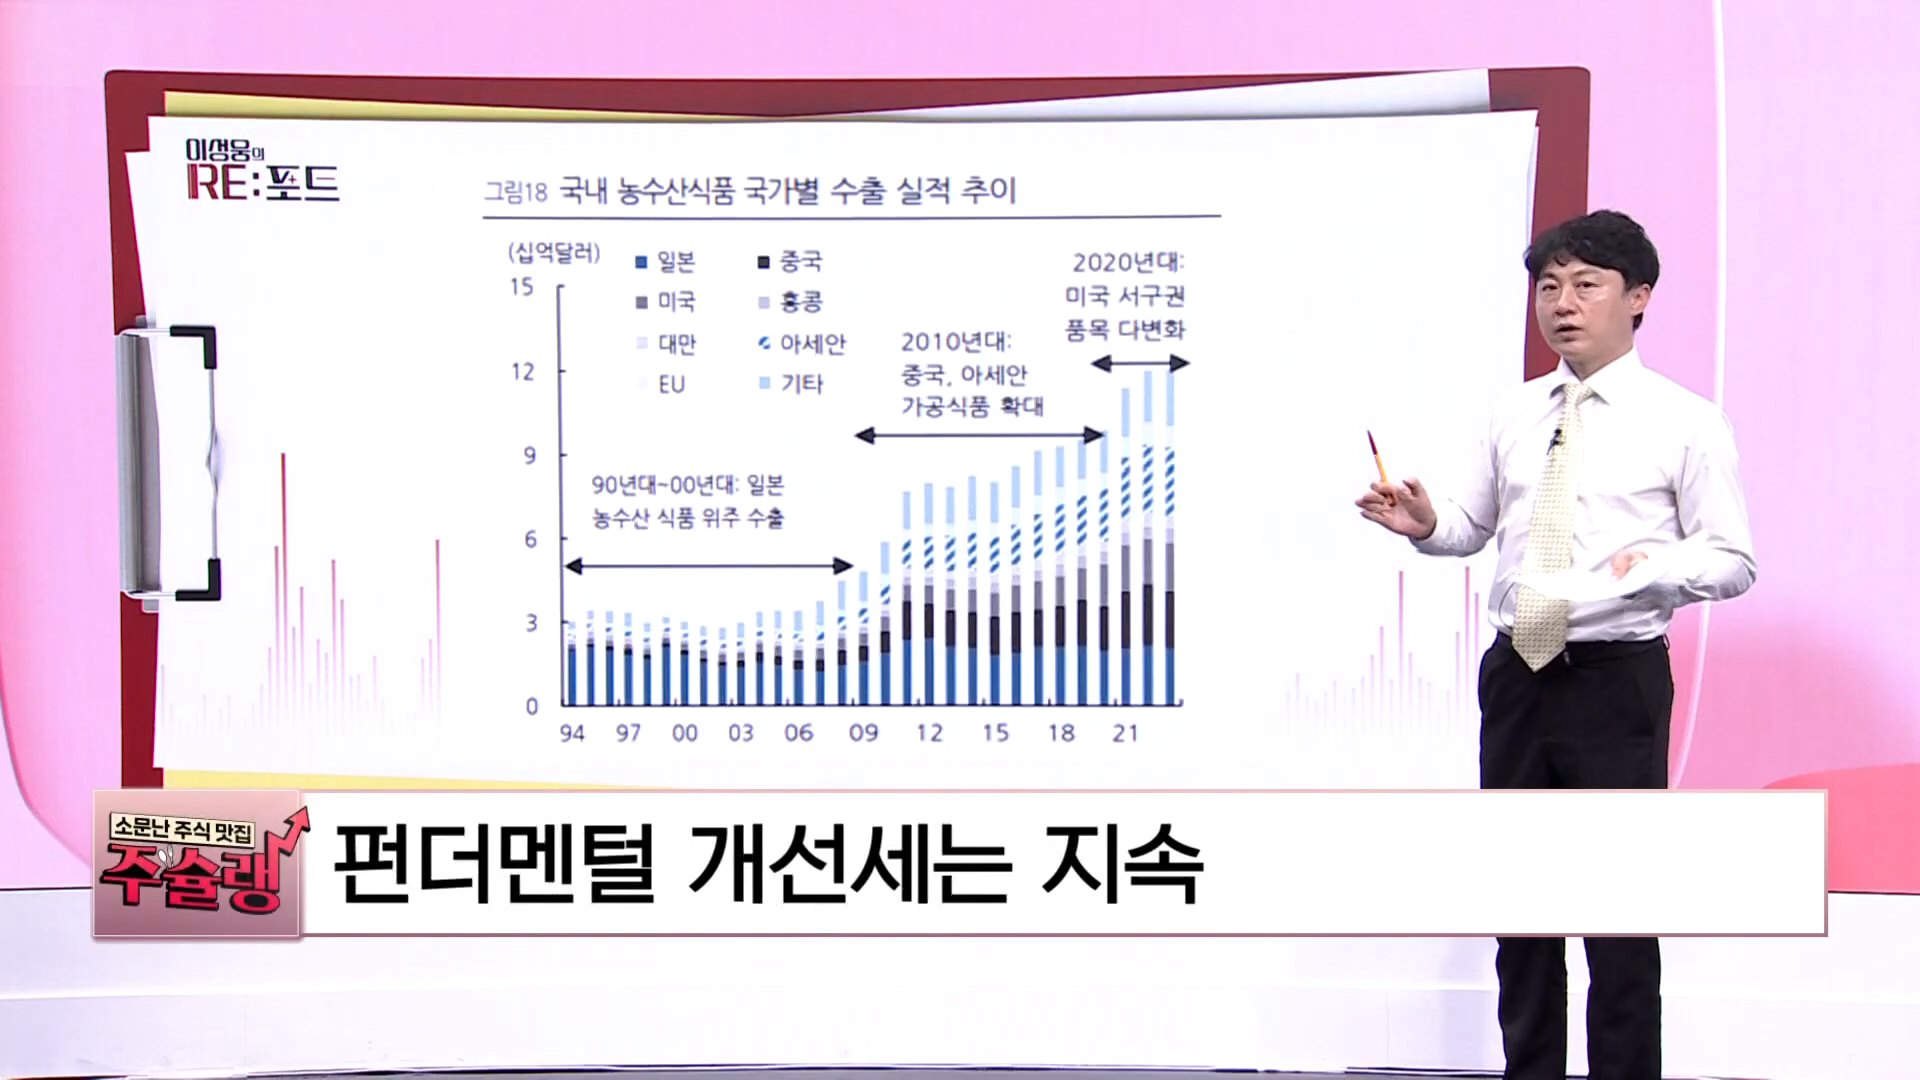 이성웅의
RE:포드
V+
그림18 국내 농수산식품 국가별 수출 실적 추이
(십억달러)
일본
중국
미국
홍콩
대만
아세안
EU
기타
2020년대:
미국 서구권
품목 다변화
2010년대:
중국, 아세안
가공식품 확대
90년대~00년대: 일본
농수산 식품 위주 수출
15
12
9
6
3
0
94 97 00 03 06 09 12 15 18 21
소문난 주식 맛집
주슐랭
펀더멘털 개선세는 지속